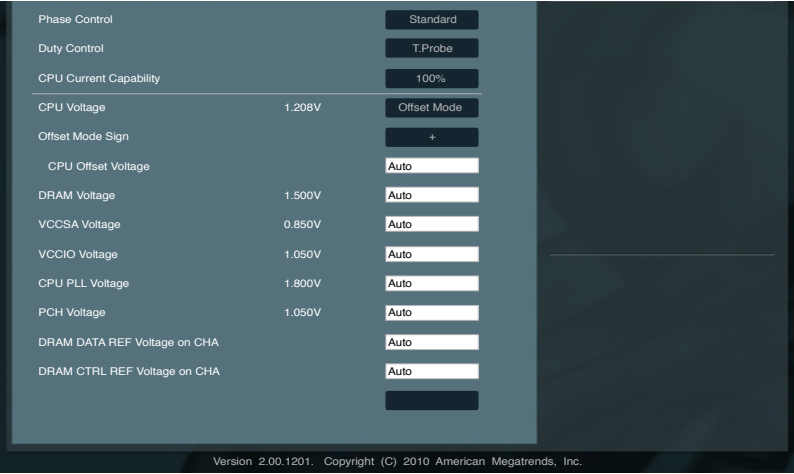 Phase Control Standard
Duty Control T.Probe
CPU Current Capability 100%
CPU Voltage 1.208V Offset Mode
Offset Mode Sign +
CPU Offset Voltage Auto
DRAM Voltage 1.500V Auto
VCCSA Voltage 0.850V Auto
VCCIO Voltage 1.050V Auto
CPU PLL Voltage 1.800V Auto
PCH Voltage 1.050V Auto
DRAM DATA REF Voltage on CHA Auto
DRAM CTRL REF Voltage on CHA Auto
Version 2.00.1201. Copyright (C) 2010 American Megatrends, Inc.